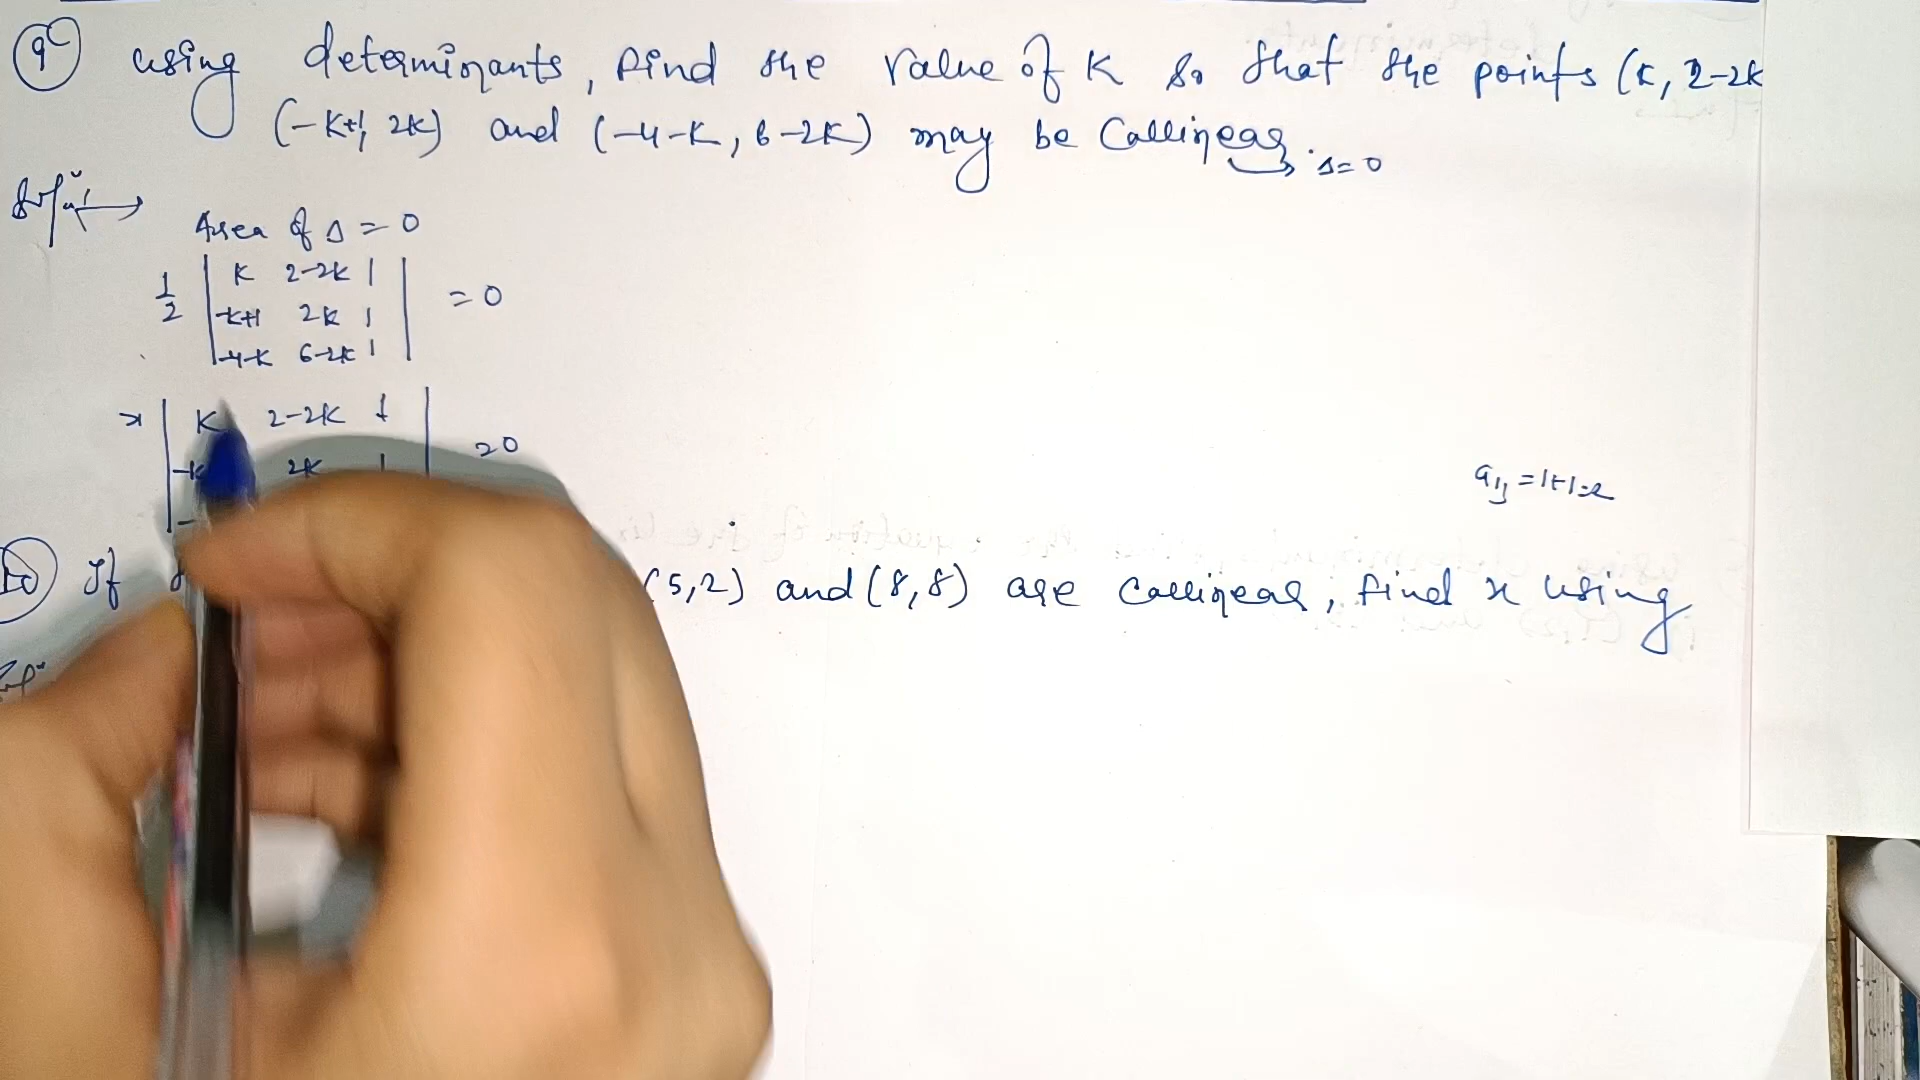 9 using determinants, find the value of K so that the points (K, 2-2K
(-K+1, 2K) and (-4-K, 6-2K) may be Collinear. Δ=0
Soln →
Area of Δ = 0
1/2 | K 2-2K 1 | = 0
| -K+1 2K 1 |
| -4-K 6-2K 1 |
| K 2-2K 1 | =0
-K 2K 1
a11 = 1+1=2
10 If (5,2) and (8,8) are Collinear, find x using